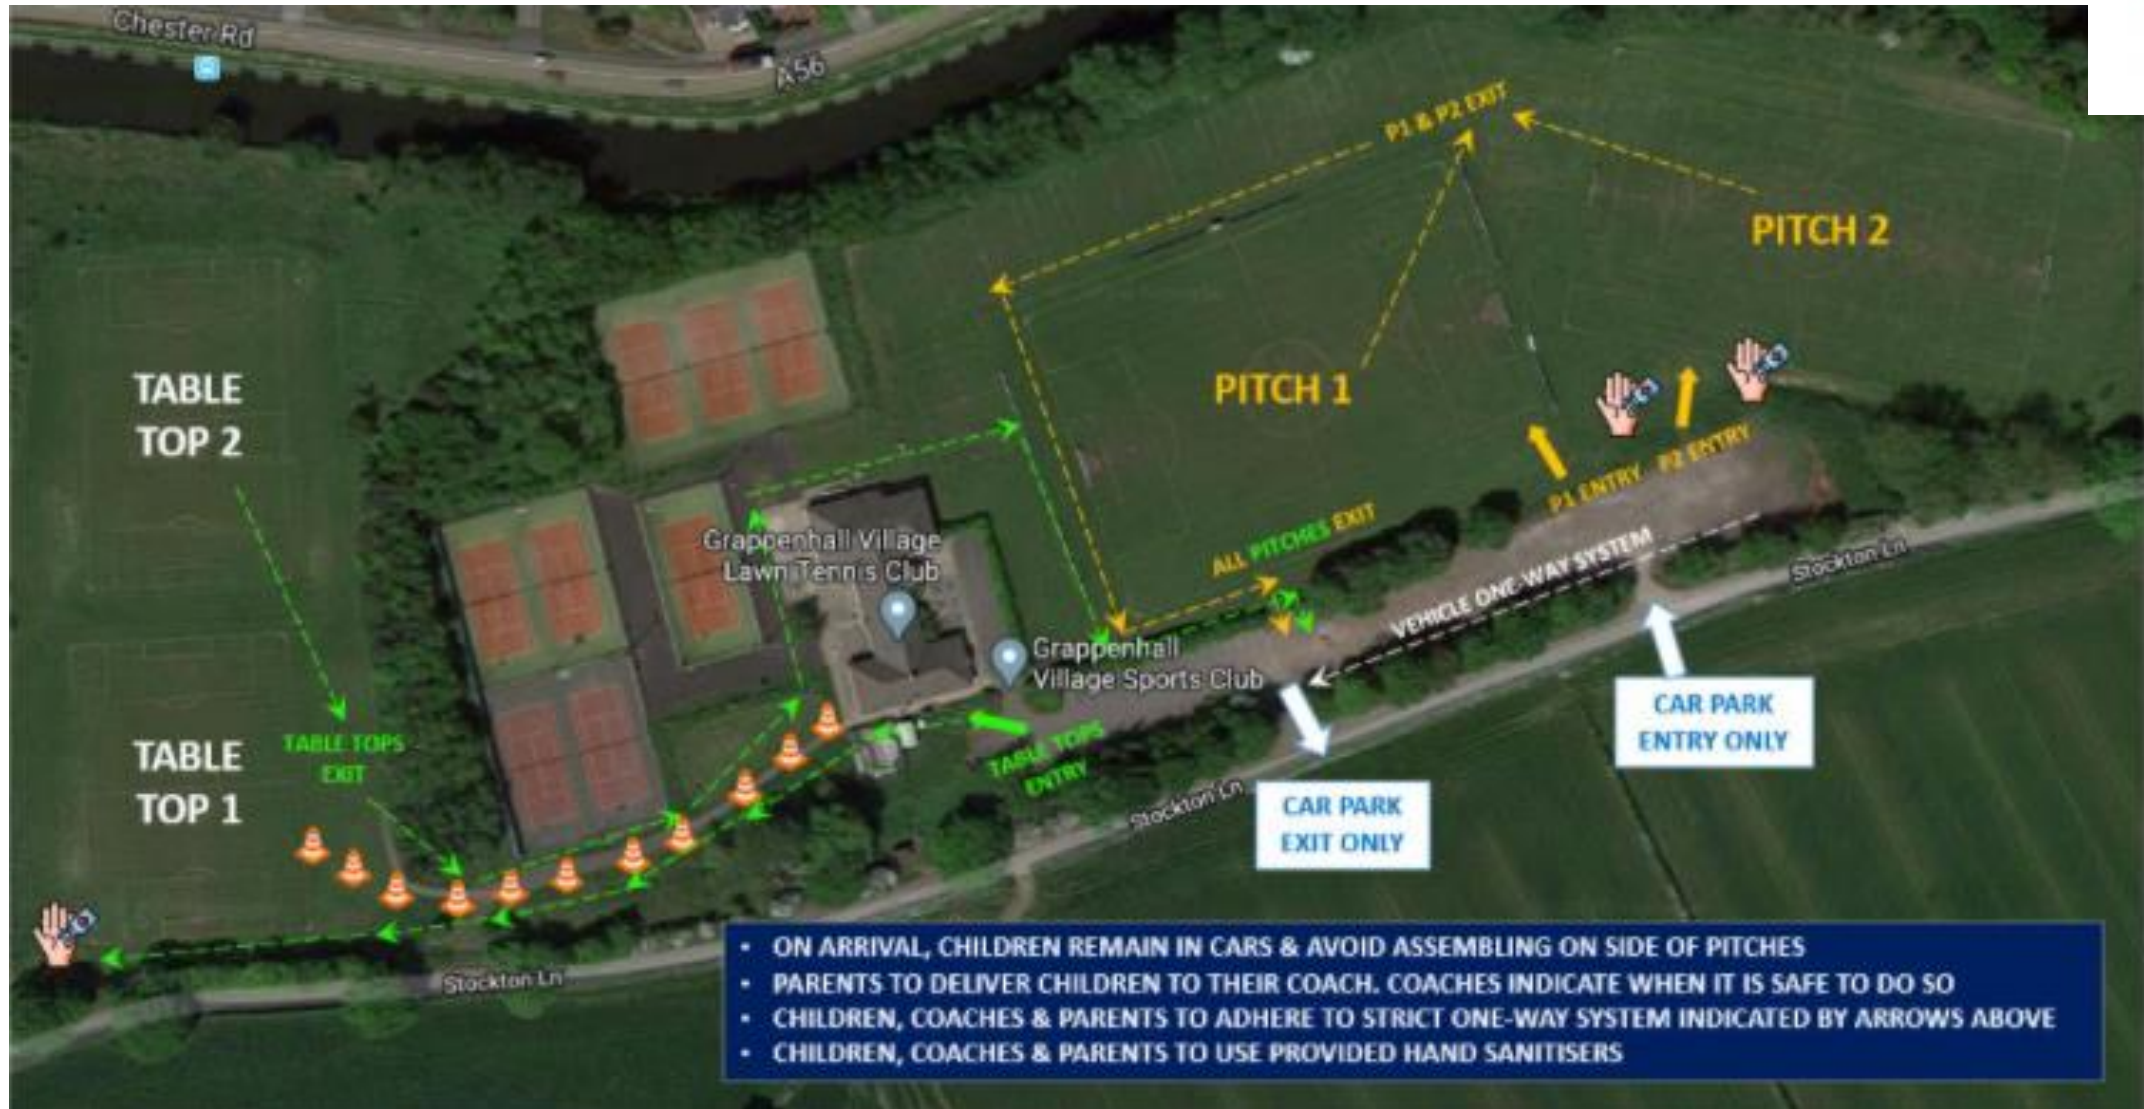 Chester Rd
A56
P1 & P2 EXIT
PITCH 2
PITCH 1
TABLE
TOP 2
P1 ENTRY
P2 ENTRY
ALL PITCHES EXIT
Grappenhall Village
Lawn Tennis Club
VEHICLE ONE-WAY SYSTEM
Stockton Ln
Grappenhall
Village Sports Club
CAR PARK
ENTRY ONLY
TABLE TOPS
EXIT
TABLE
TOP 1
TABLE TOPS
ENTRY
Stockton Ln
CAR PARK
EXIT ONLY
Stockton Ln
• ON ARRIVAL, CHILDREN REMAIN IN CARS & AVOID ASSEMBLING ON SIDE OF PITCHES
• PARENTS TO DELIVER CHILDREN TO THEIR COACH. COACHES INDICATE WHEN IT IS SAFE TO DO SO
• CHILDREN, COACHES & PARENTS TO ADHERE TO STRICT ONE-WAY SYSTEM INDICATED BY ARROWS ABOVE
• CHILDREN, COACHES & PARENTS TO USE PROVIDED HAND SANITISERS